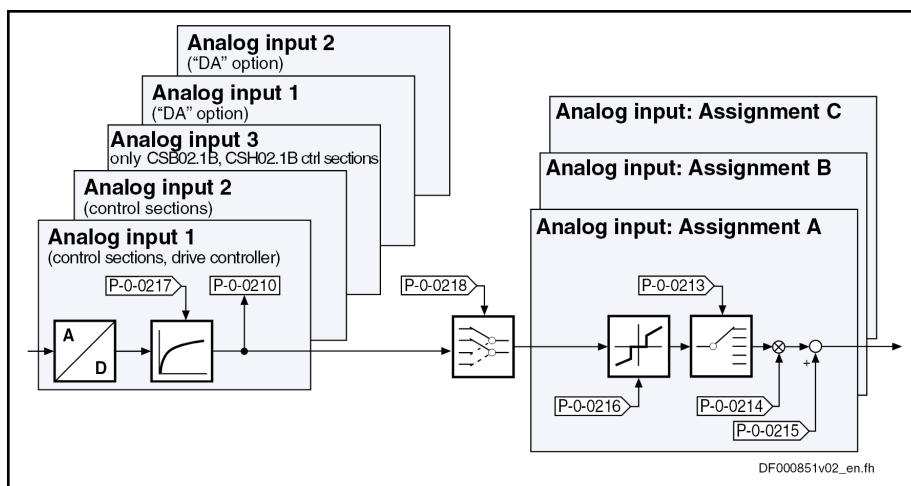 Analog input 2
("DA" option)
Analog input 1
("DA" option)
Analog input 3
only CSB02.1B, CSH02.1B ctrl sections
Analog input 2
(control sections)
Analog input 1
(control sections, drive controller)
P-0-0217
P-0-0210
A
D
P-0-0218
Analog input: Assignment C
Analog input: Assignment B
Analog input: Assignment A
P-0-0213
P-0-0216
P-0-0214
+
P-0-0215
DF000851v02_en.fh